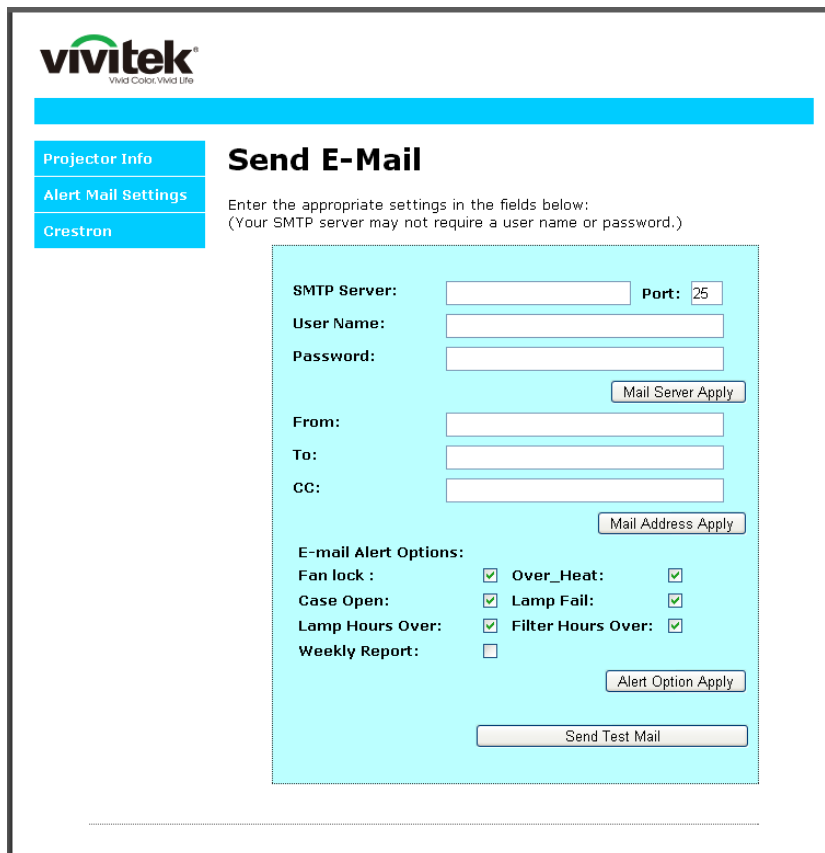 vivitek®
Vivid Color, Vivid Life
Projector Info
Alert Mail Settings
Crestron
Send E-Mail
Enter the appropriate settings in the fields below:
(Your SMTP server may not require a user name or password.)
SMTP Server: Port: 25
User Name:
Password:
Mail Server Apply
From:
To:
CC:
Mail Address Apply
E-mail Alert Options:
Fan lock : Over_Heat:
Case Open: Lamp Fail:
Lamp Hours Over: Filter Hours Over:
Weekly Report:
Alert Option Apply
Send Test Mail